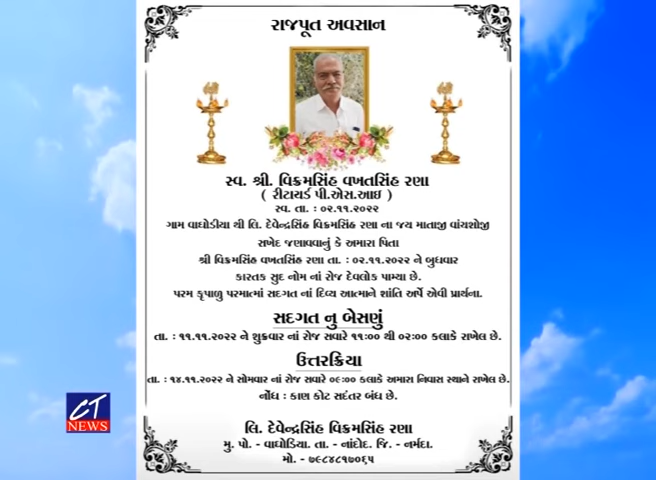 રાજપૂત અવસાન
સ્વ. શ્રી. વિક્રમસિંહ વખતસિંહ રણા
( રીટાયર્ડ પી.એસ.આઇ )
સ્વ. તા. : ૦૨.૧૧.૨૦૨૨
ગામ વાઘોડીયા થી લિ. દેવેન્દ્રસિંહ વિક્રમસિંહ રણા ના જય માતાજી વાંચશોજી
સખેદ જણાવવાનું કે અમારા પિતા
શ્રી વિક્રમસિંહ વખતસિંહ રણા તા. : ૦૨.૧૧.૨૦૨૨ ને બુધવાર
કારતક સુદ નોમ નાં રોજ દેવલોક પામ્યા છે.
પરમ કૃપાળુ પરમાત્માં સદગત નાં દિવ્ય આત્માને શાંતિ અર્પે એવી પ્રાર્થના.
સદગત નુ બેસણું
તા. : ૧૧.૧૧.૨૦૨૨ ને શુક્રવાર નાં રોજ સવારે ૧૧:૦૦ થી ૦૨:૦૦ કલાકે રાખેલ છે.
ઉત્તરક્રિયા
તા. : ૧૪.૧૧.૨૦૨૨ ને સોમવાર નાં રોજ સવારે ૦૯:૦૦ કલાકે અમારા નિવાસ સ્થાને રાખેલ છે.
નોંધ : કાણ કોટ સદંતર બંધ છે.
લિ. દેવેન્દ્રસિંહ વિક્રમસિંહ રણા
મુ. પો. - વાઘોડિયા. તા. - નાંદોદ. જિ. - નર્મદા.
મો. - ૭૯૮૪૮૧૭૦૬૫
CT
NEWS